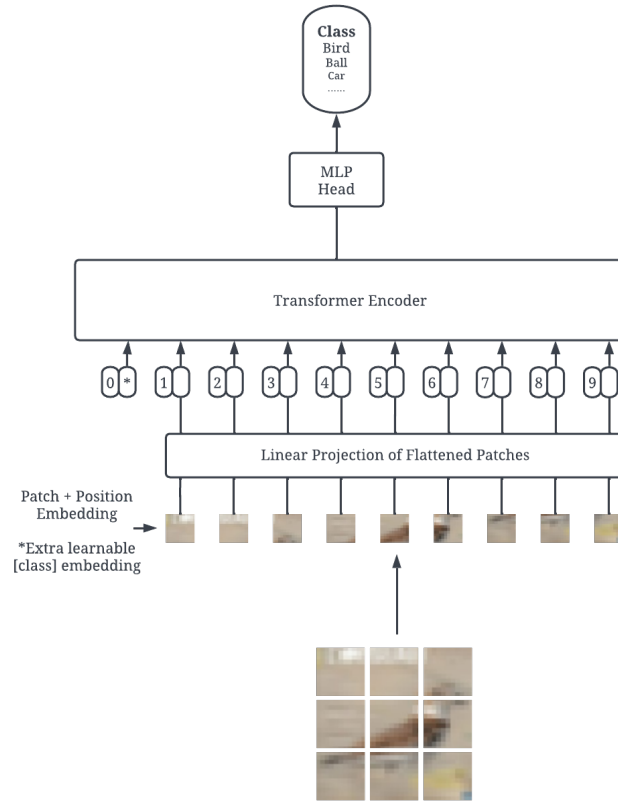 Class
Bird
Ball
Car
......
MLP
Head
Transformer Encoder
0 * 1 2 3 4 5 6 7 8 9
Linear Projection of Flattened Patches
Patch + Position
Embedding
*Extra learnable
[class] embedding